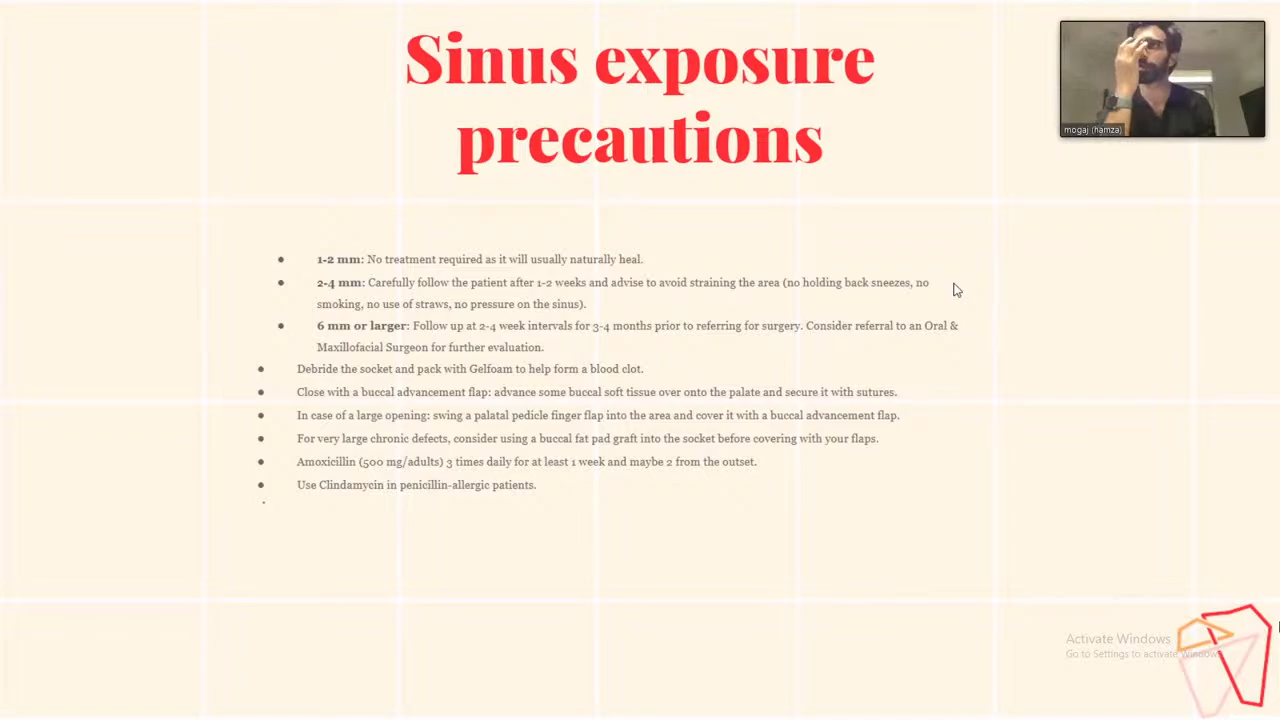 Sinus exposure
precautions
mogaj (hamza)
• 1-2 mm: No treatment required as it will usually naturally heal.
• 2-4 mm: Carefully follow the patient after 1-2 weeks and advise to avoid straining the area (no holding back sneezes, no
smoking, no use of straws, no pressure on the sinus).
• 6 mm or larger: Follow up at 2-4 week intervals for 3-4 months prior to referring for surgery. Consider referral to an Oral &
Maxillofacial Surgeon for further evaluation.
• Debride the socket and pack with Gelfoam to help form a blood clot.
• Close with a buccal advancement flap: advance some buccal soft tissue over onto the palate and secure it with sutures.
• In case of a large opening: swing a palatal pedicle finger flap into the area and cover it with a buccal advancement flap.
• For very large chronic defects, consider using a buccal fat pad graft into the socket before covering with your flaps.
• Amoxicillin (500 mg/adults) 3 times daily for at least 1 week and maybe 2 from the outset.
• Use Clindamycin in penicillin-allergic patients.
Activate Windows
Go to Settings to activate Windows.